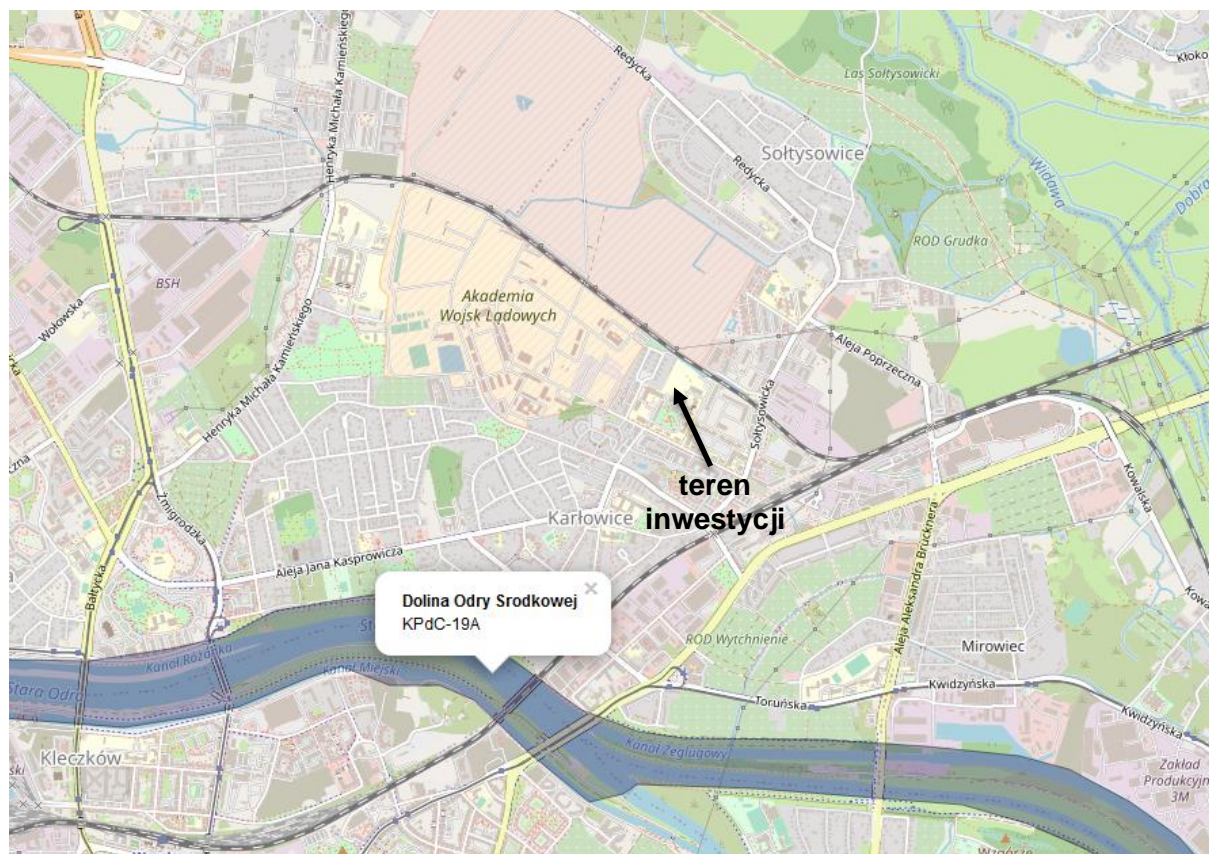 Redycka
Kłoko
Las Sołtysowicki
Henryka Michała Kamieńskiego
Sołtysowice
Redycka
Widawa
Dobra
ROD Grudka
BSH
Wołowska
Akademia
Wojsk Lądowych
Aleja Poprzeczna
Henryka Michała Kamieńskiego
Sołtysowicka
teren
inwestycji
Kowalska
Żmigrodzka
Karłowice
Aleja Jana Kasprowicza
Aleja Aleksandra Brücknera
Bałtycka
Dolina Odry Srodkowej
×
KPdC-19A
ROD Wytchnienie
Mirowiec
Kanał Różanka
Kanał Miejski
Stara Odra
Toruńska
Kwidzyńska
Kwidzyńska
Kleczków
Kanał Żeglugowy
Zakład
Produkcyjn
3M
Wzgórze